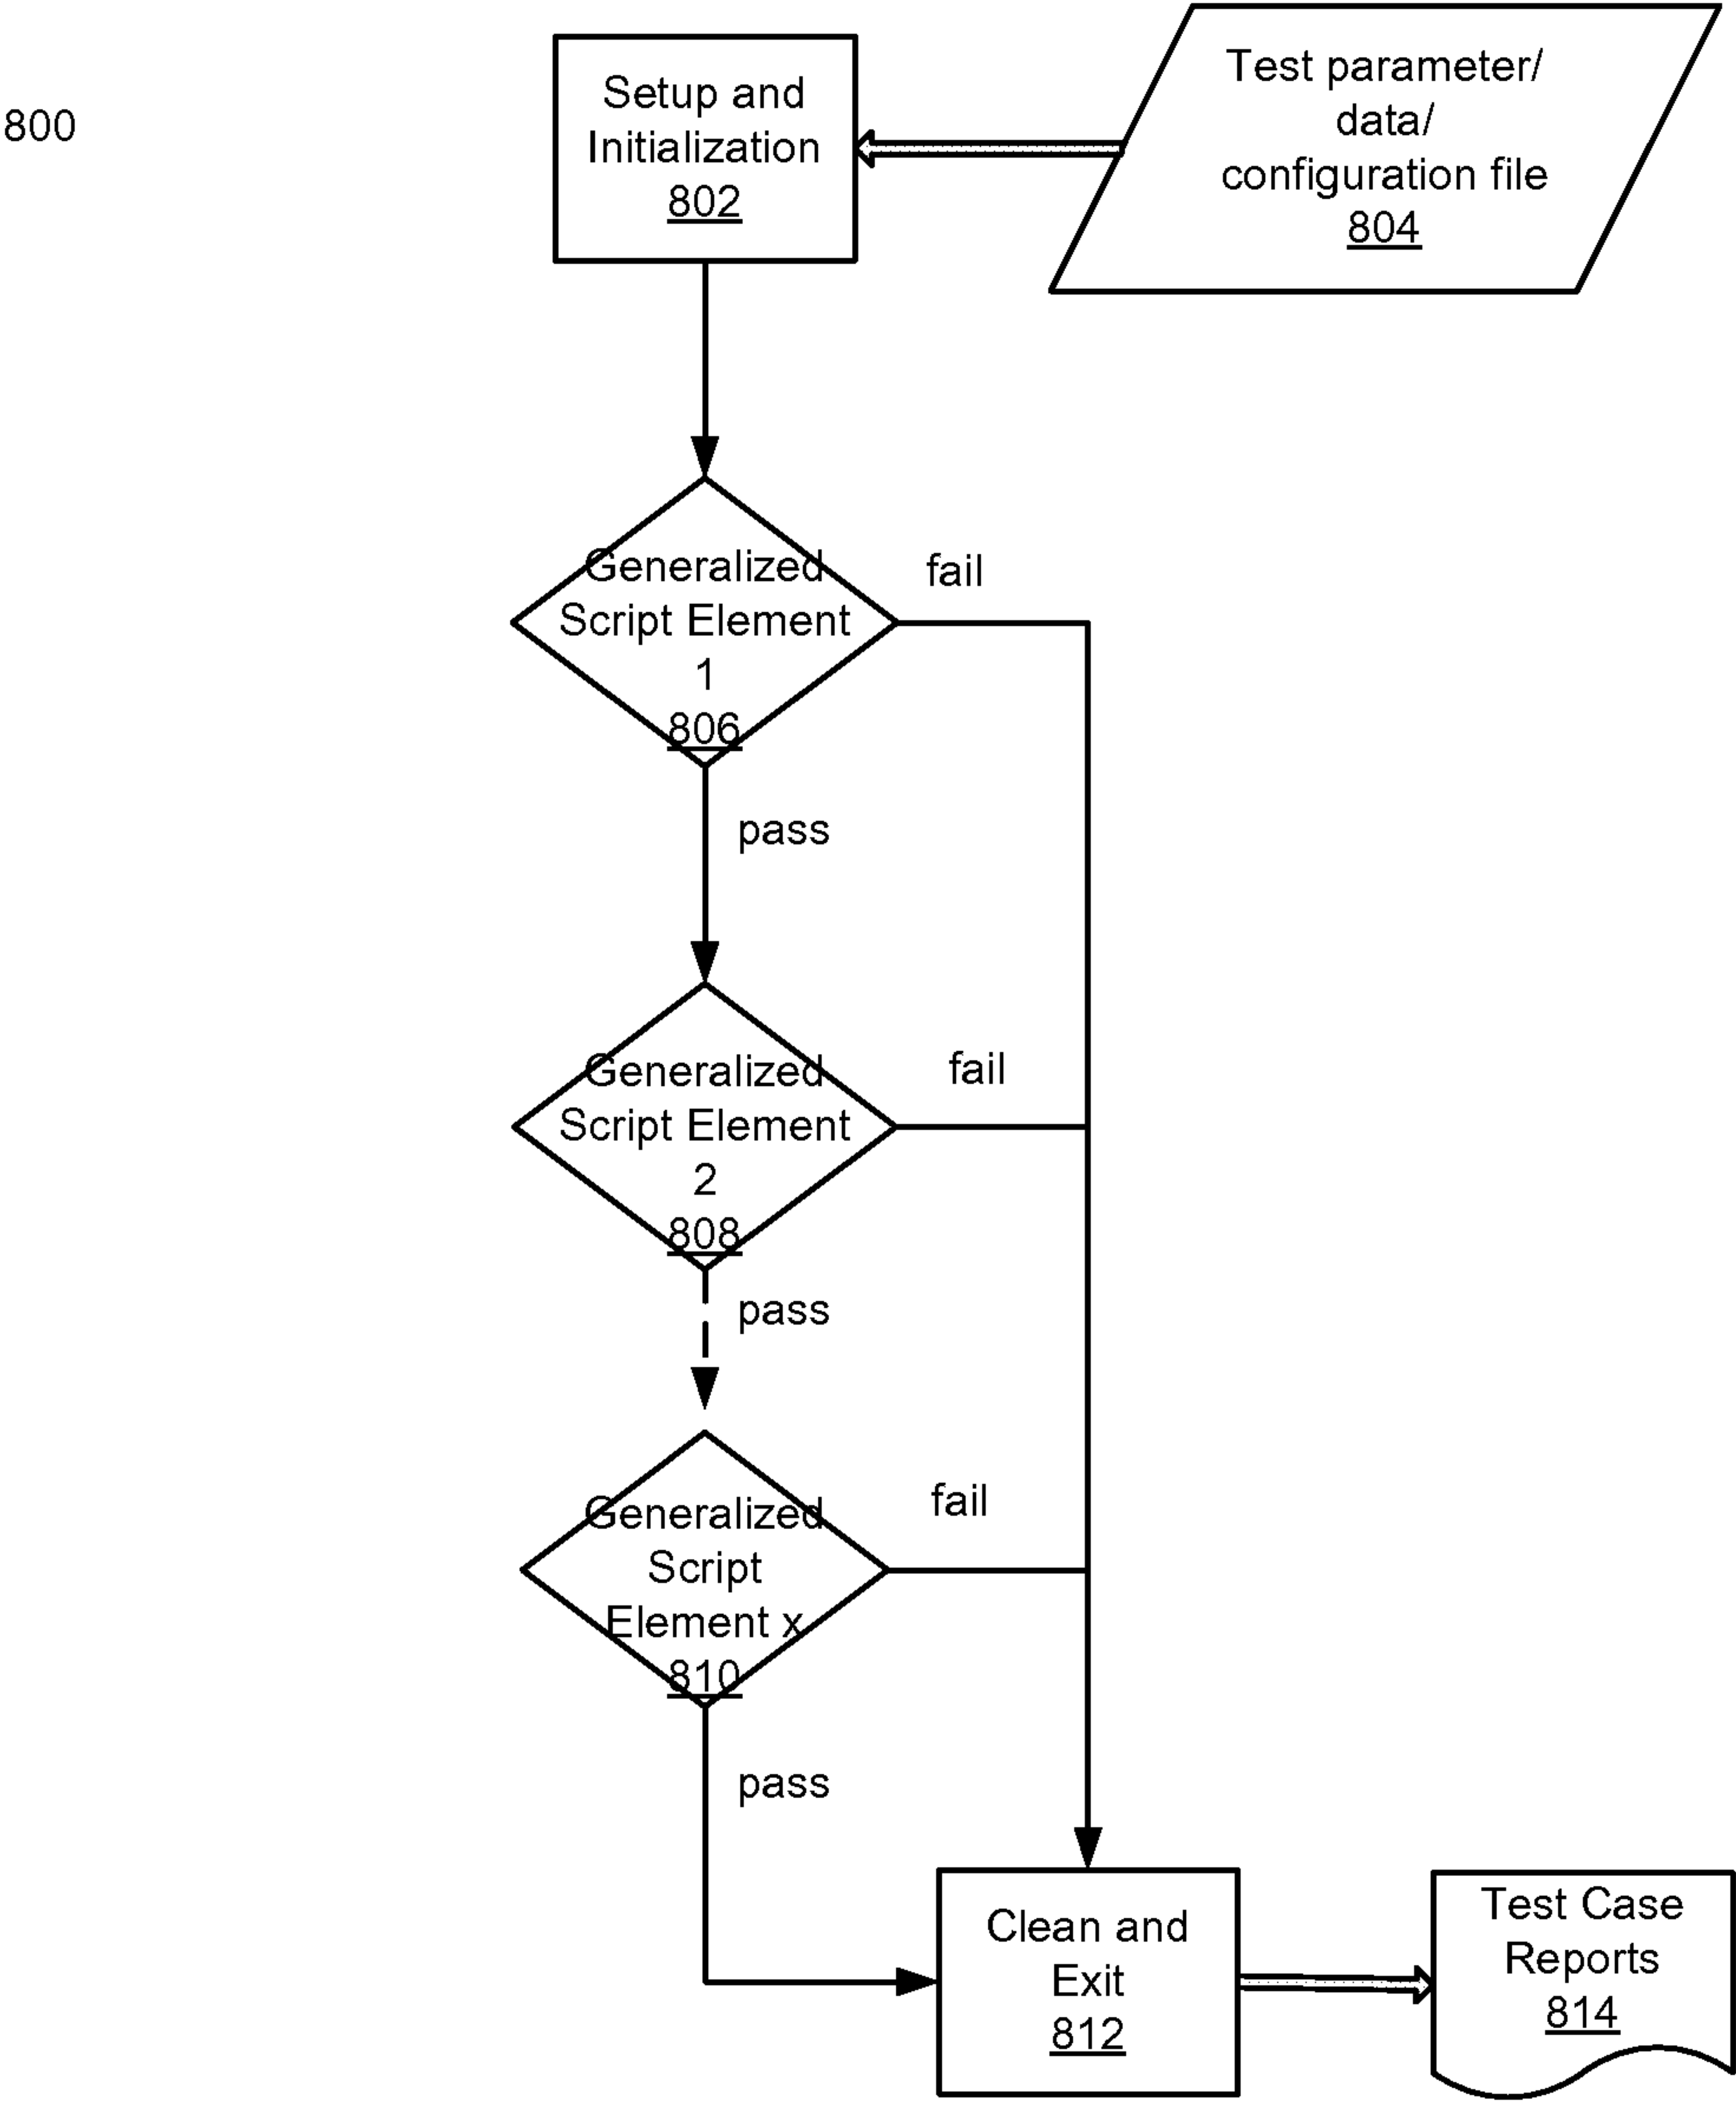 800
Setup and
Initialization
802
Test parameter/
data/
configuration file
804
Generalized
Script Element
1
806
fail
pass
Generalized
Script Element
2
808
fail
pass
Generalized
Script
Element x
810
fail
pass
Clean and
Exit
812
Test Case
Reports
814